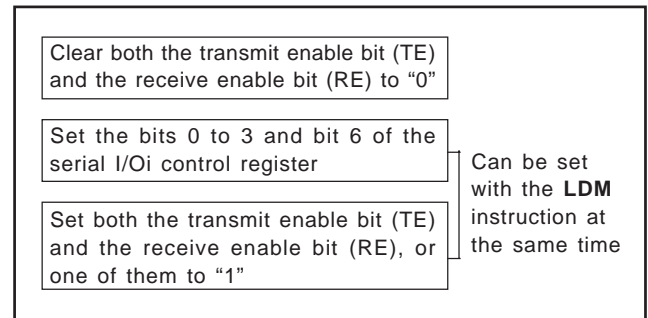 Clear both the transmit enable bit (TE)
and the receive enable bit (RE) to “0”
Set the bits 0 to 3 and bit 6 of the
serial I/Oi control register
Set both the transmit enable bit (TE)
and the receive enable bit (RE), or
one of them to “1”
Can be set
with the LDM
instruction at
the same time